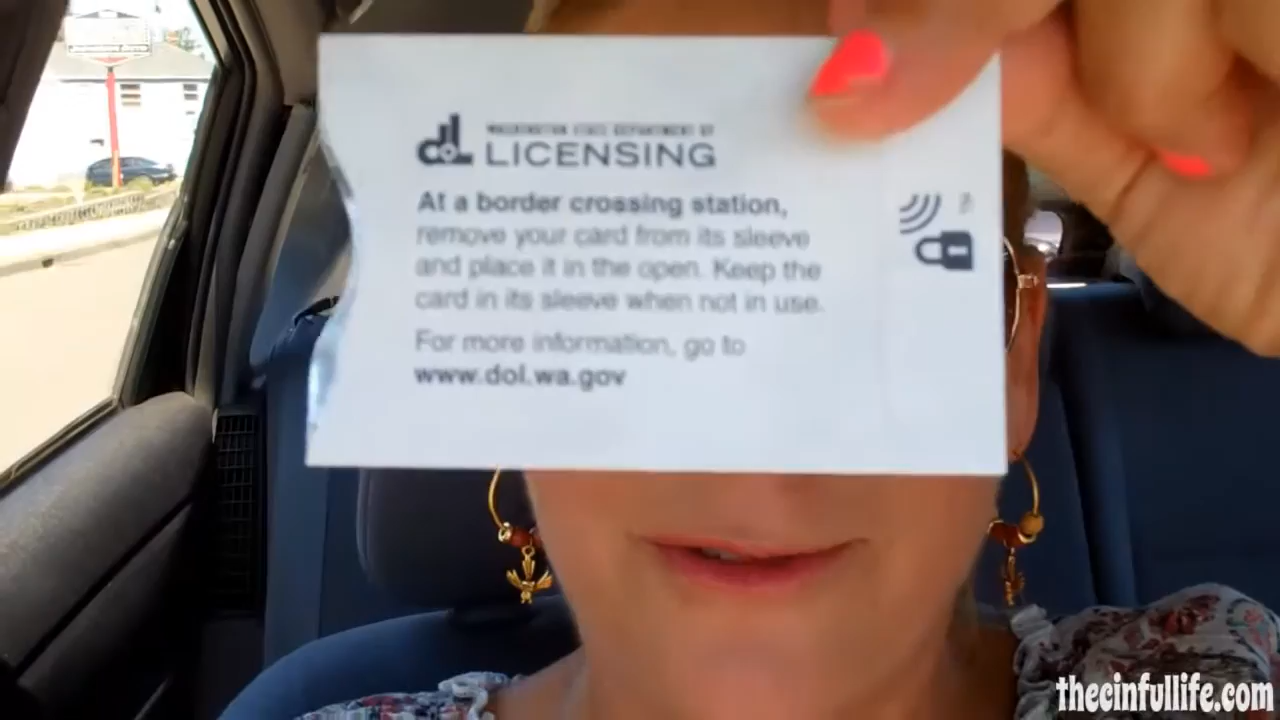 dol
WASHINGTON STATE DEPARTMENT OF
LICENSING
At a border crossing station,
remove your card from its sleeve
and place it in the open. Keep the
card in its sleeve when not in use.
For more information, go to
www.dol.wa.gov
thecinfullife.com